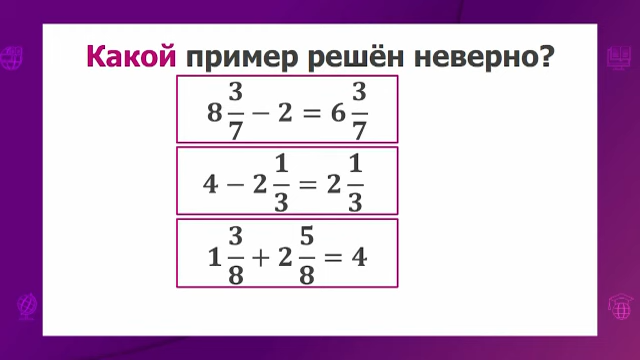 Какой пример решён неверно?
8 3/7 − 2 = 6 3/7
4 − 2 1/3 = 2 1/3
1 3/8 + 2 5/8 = 4